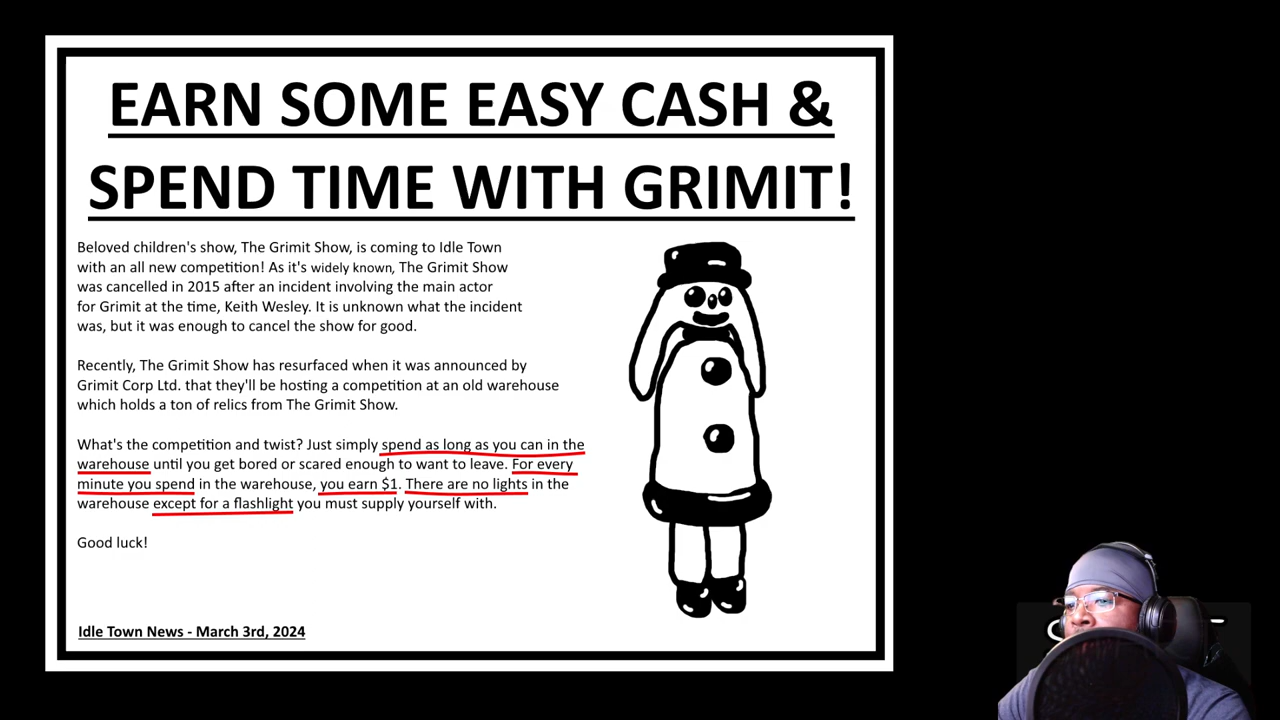 EARN SOME EASY CASH &
SPEND TIME WITH GRIMIT!
Beloved children's show, The Grimit Show, is coming to Idle Town
with an all new competition! As it's widely known, The Grimit Show
was cancelled in 2015 after an incident involving the main actor
for Grimit at the time, Keith Wesley. It is unknown what the incident
was, but it was enough to cancel the show for good.
Recently, The Grimit Show has resurfaced when it was announced by
Grimit Corp Ltd. that they'll be hosting a competition at an old warehouse
which holds a ton of relics from The Grimit Show.
What's the competition and twist? Just simply spend as long as you can in the
warehouse until you get bored or scared enough to want to leave. For every
minute you spend in the warehouse, you earn $1. There are no lights in the
warehouse except for a flashlight you must supply yourself with.
Good luck!
Idle Town News - March 3rd, 2024